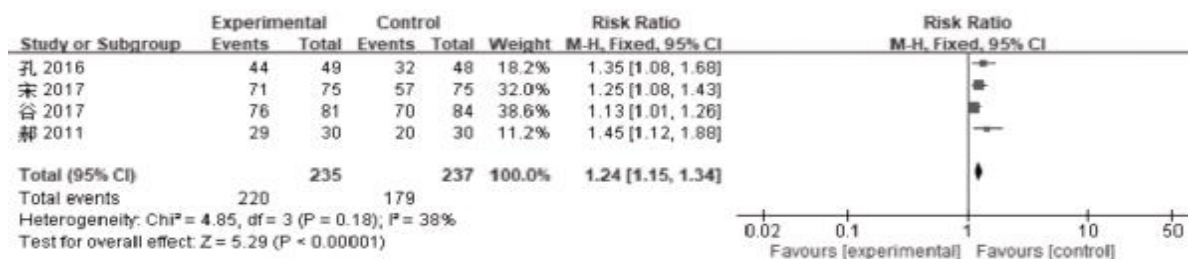 Experimental Control Risk Ratio Risk Ratio
Study or Subgroup Events Total Events Total Weight M-H, Fixed, 95% CI M-H, Fixed, 95% CI
孔 2016 44 49 32 48 18.2% 1.35 [1.08, 1.68]
宋 2017 71 75 57 75 32.0% 1.25 [1.08, 1.43]
谷 2017 76 81 70 84 38.6% 1.13 [1.01, 1.26]
郝 2011 29 30 20 30 11.2% 1.45 [1.12, 1.88]
Total (95% CI) 235 237 100.0% 1.24 [1.15, 1.34]
Total events 220 179
Heterogeneity: Chi² = 4.85, df = 3 (P = 0.18); I² = 38%
Test for overall effect: Z = 5.29 (P < 0.00001)
0.02 0.1 1 10 50
Favours [experimental] Favours [control]